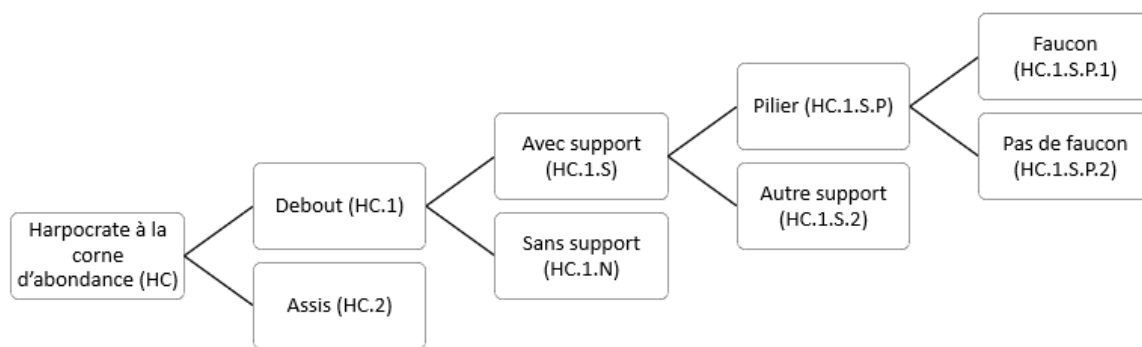 Harpocrate à la
corne
d'abondance (HC)
Debout (HC.1)
Assis (HC.2)
Avec support
(HC.1.S)
Sans support
(HC.1.N)
Pilier (HC.1.S.P)
Autre support
(HC.1.S.2)
Faucon
(HC.1.S.P.1)
Pas de faucon
(HC.1.S.P.2)